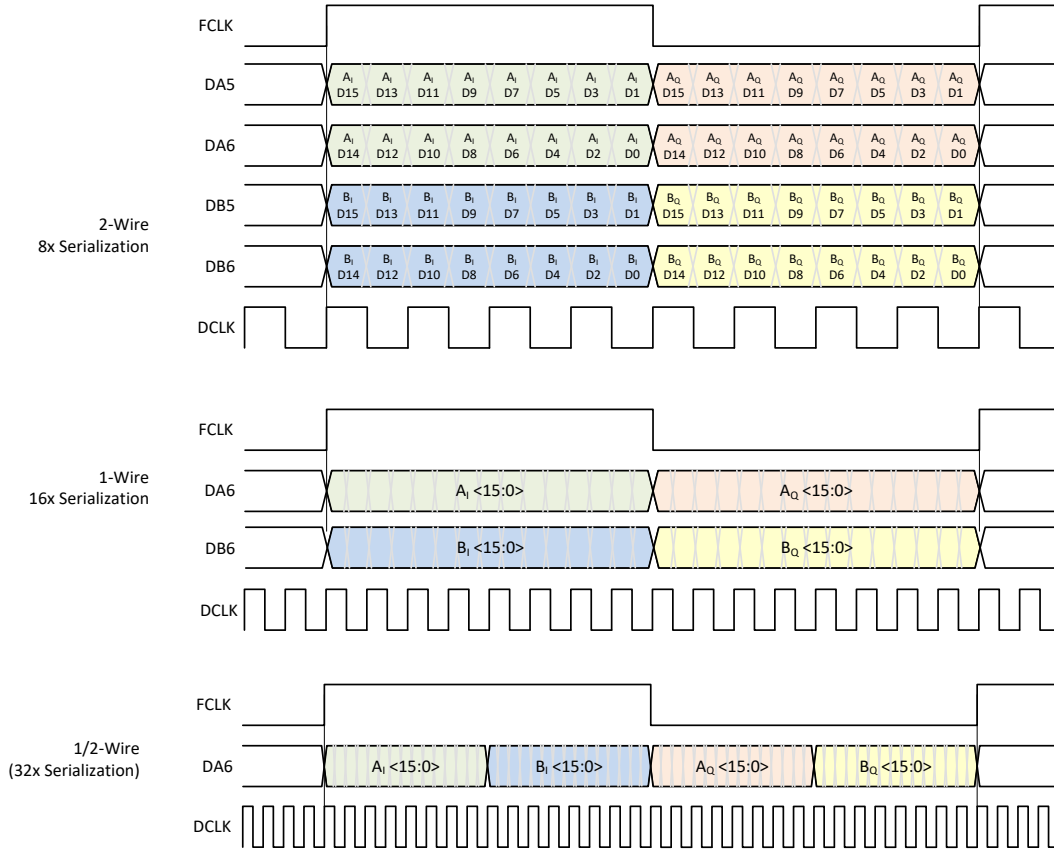 FCLK
DA5
A_I A_I A_I A_I A_I A_I A_I A_I A_Q A_Q A_Q A_Q A_Q A_Q A_Q A_Q
D15 D13 D11 D9 D7 D5 D3 D1 D15 D13 D11 D9 D7 D5 D3 D1
DA6
A_I A_I A_I A_I A_I A_I A_I A_I A_Q A_Q A_Q A_Q A_Q A_Q A_Q A_Q
D14 D12 D10 D8 D6 D4 D2 D0 D14 D12 D10 D8 D6 D4 D2 D0
2-Wire
8x Serialization
DB5
B_I B_I B_I B_I B_I B_I B_I B_I B_Q B_Q B_Q B_Q B_Q B_Q B_Q B_Q
D15 D13 D11 D9 D7 D5 D3 D1 D15 D13 D11 D9 D7 D5 D3 D1
DB6
B_I B_I B_I B_I B_I B_I B_I B_I B_Q B_Q B_Q B_Q B_Q B_Q B_Q B_Q
D14 D12 D10 D8 D6 D4 D2 D0 D14 D12 D10 D8 D6 D4 D2 D0
DCLK
FCLK
1-Wire
16x Serialization
DA6
A_I <15:0> A_Q <15:0>
DB6
B_I <15:0> B_Q <15:0>
DCLK
FCLK
1/2-Wire
(32x Serialization)
DA6
A_I <15:0> B_I <15:0> A_Q <15:0> B_Q <15:0>
DCLK